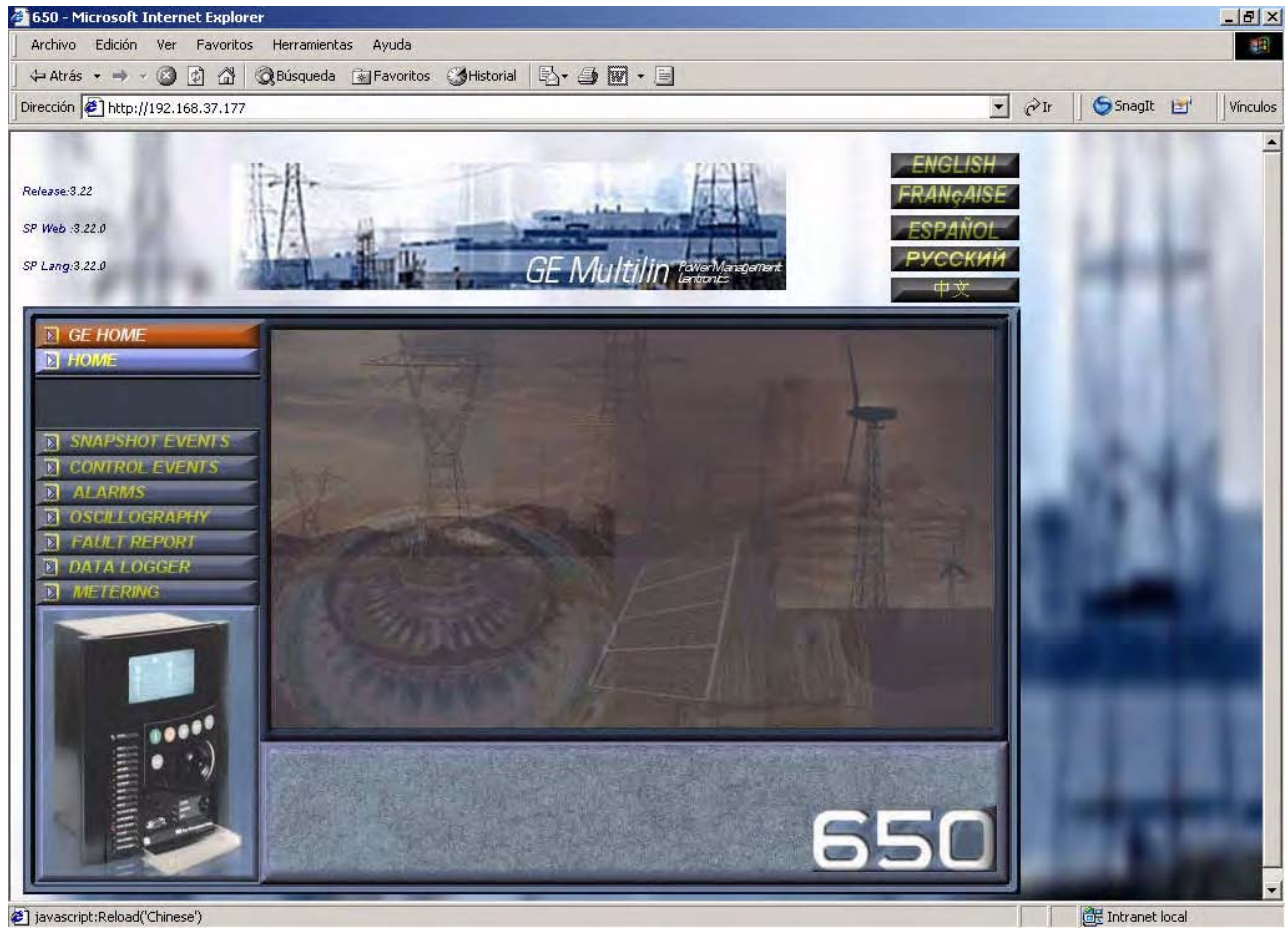 650 - Microsoft Internet Explorer
Archivo Edición Ver Favoritos Herramientas Ayuda
Atrás Búsqueda Favoritos Historial
Dirección http://192.168.37.177 Ir SnagIt Vínculos
Release:3.22
SP Web :3.22.0
SP Lang:3.22.0
GE Multilin PowerManagement
Lentronics
ENGLISH
FRANçAISE
ESPAÑOL
РУССКИЙ
中文
GE HOME
HOME
SNAPSHOT EVENTS
CONTROL EVENTS
ALARMS
OSCILLOGRAPHY
FAULT REPORT
DATA LOGGER
METERING
650
javascript:Reload('Chinese') Intranet local